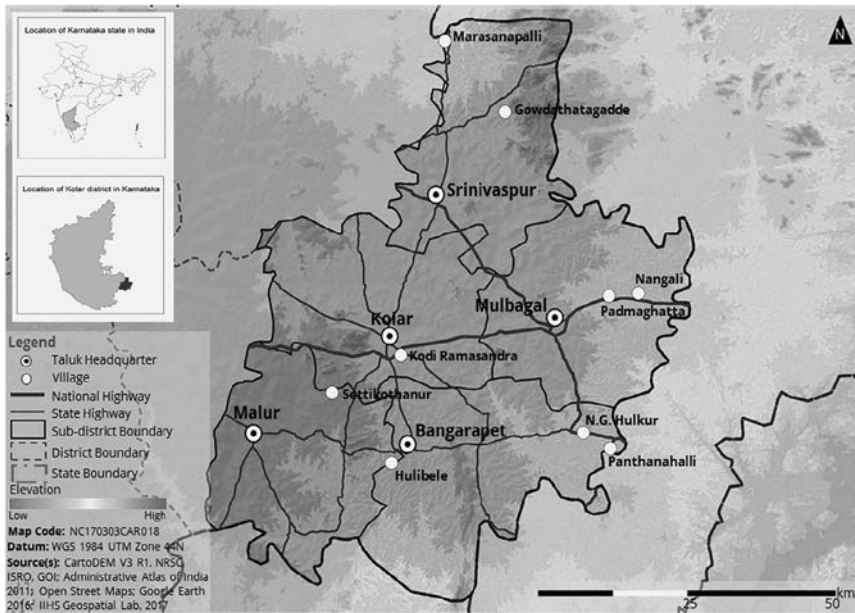 Location of Karnataka state in India
Location of Kolar district in Karnataka
N
Marasanapalli
Gowdathatagadde
Srinivaspur
Nangali
Mulbagal
Padmaghatta
Kolar
Kodi Ramasandra
Settikothanur
Malur
N.G. Hulkur
Bangarapet
Panthanahalli
Hulibele
Legend
Taluk Headquarter
Village
National Highway
State Highway
Sub-district Boundary
District Boundary
State Boundary
Elevation
Low High
Map Code: NC170303CAR018
Datum: WGS 1984 UTM Zone 44N
Source(s): CartoDEM V3 R1, NRSC,
ISRO, GOI; Administrative Atlas of India
2011; Open Street Maps; Google Earth
2016; IIHS Geospatial Lab, 2017
25 50
km